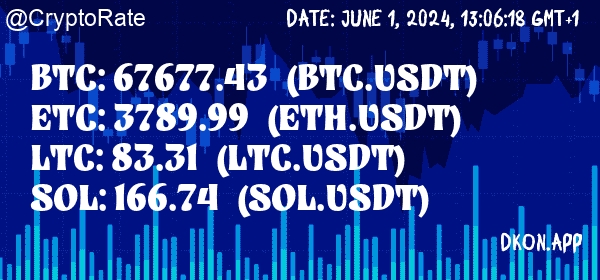 @CryptoRate
DATE: JUNE 1, 2024, 13:06:18 GMT+1
BTC: 67677.43 (BTC.USDT)
ETC: 3789.99 (ETH.USDT)
LTC: 83.31 (LTC.USDT)
SOL: 166.74 (SOL.USDT)
DKON.APP